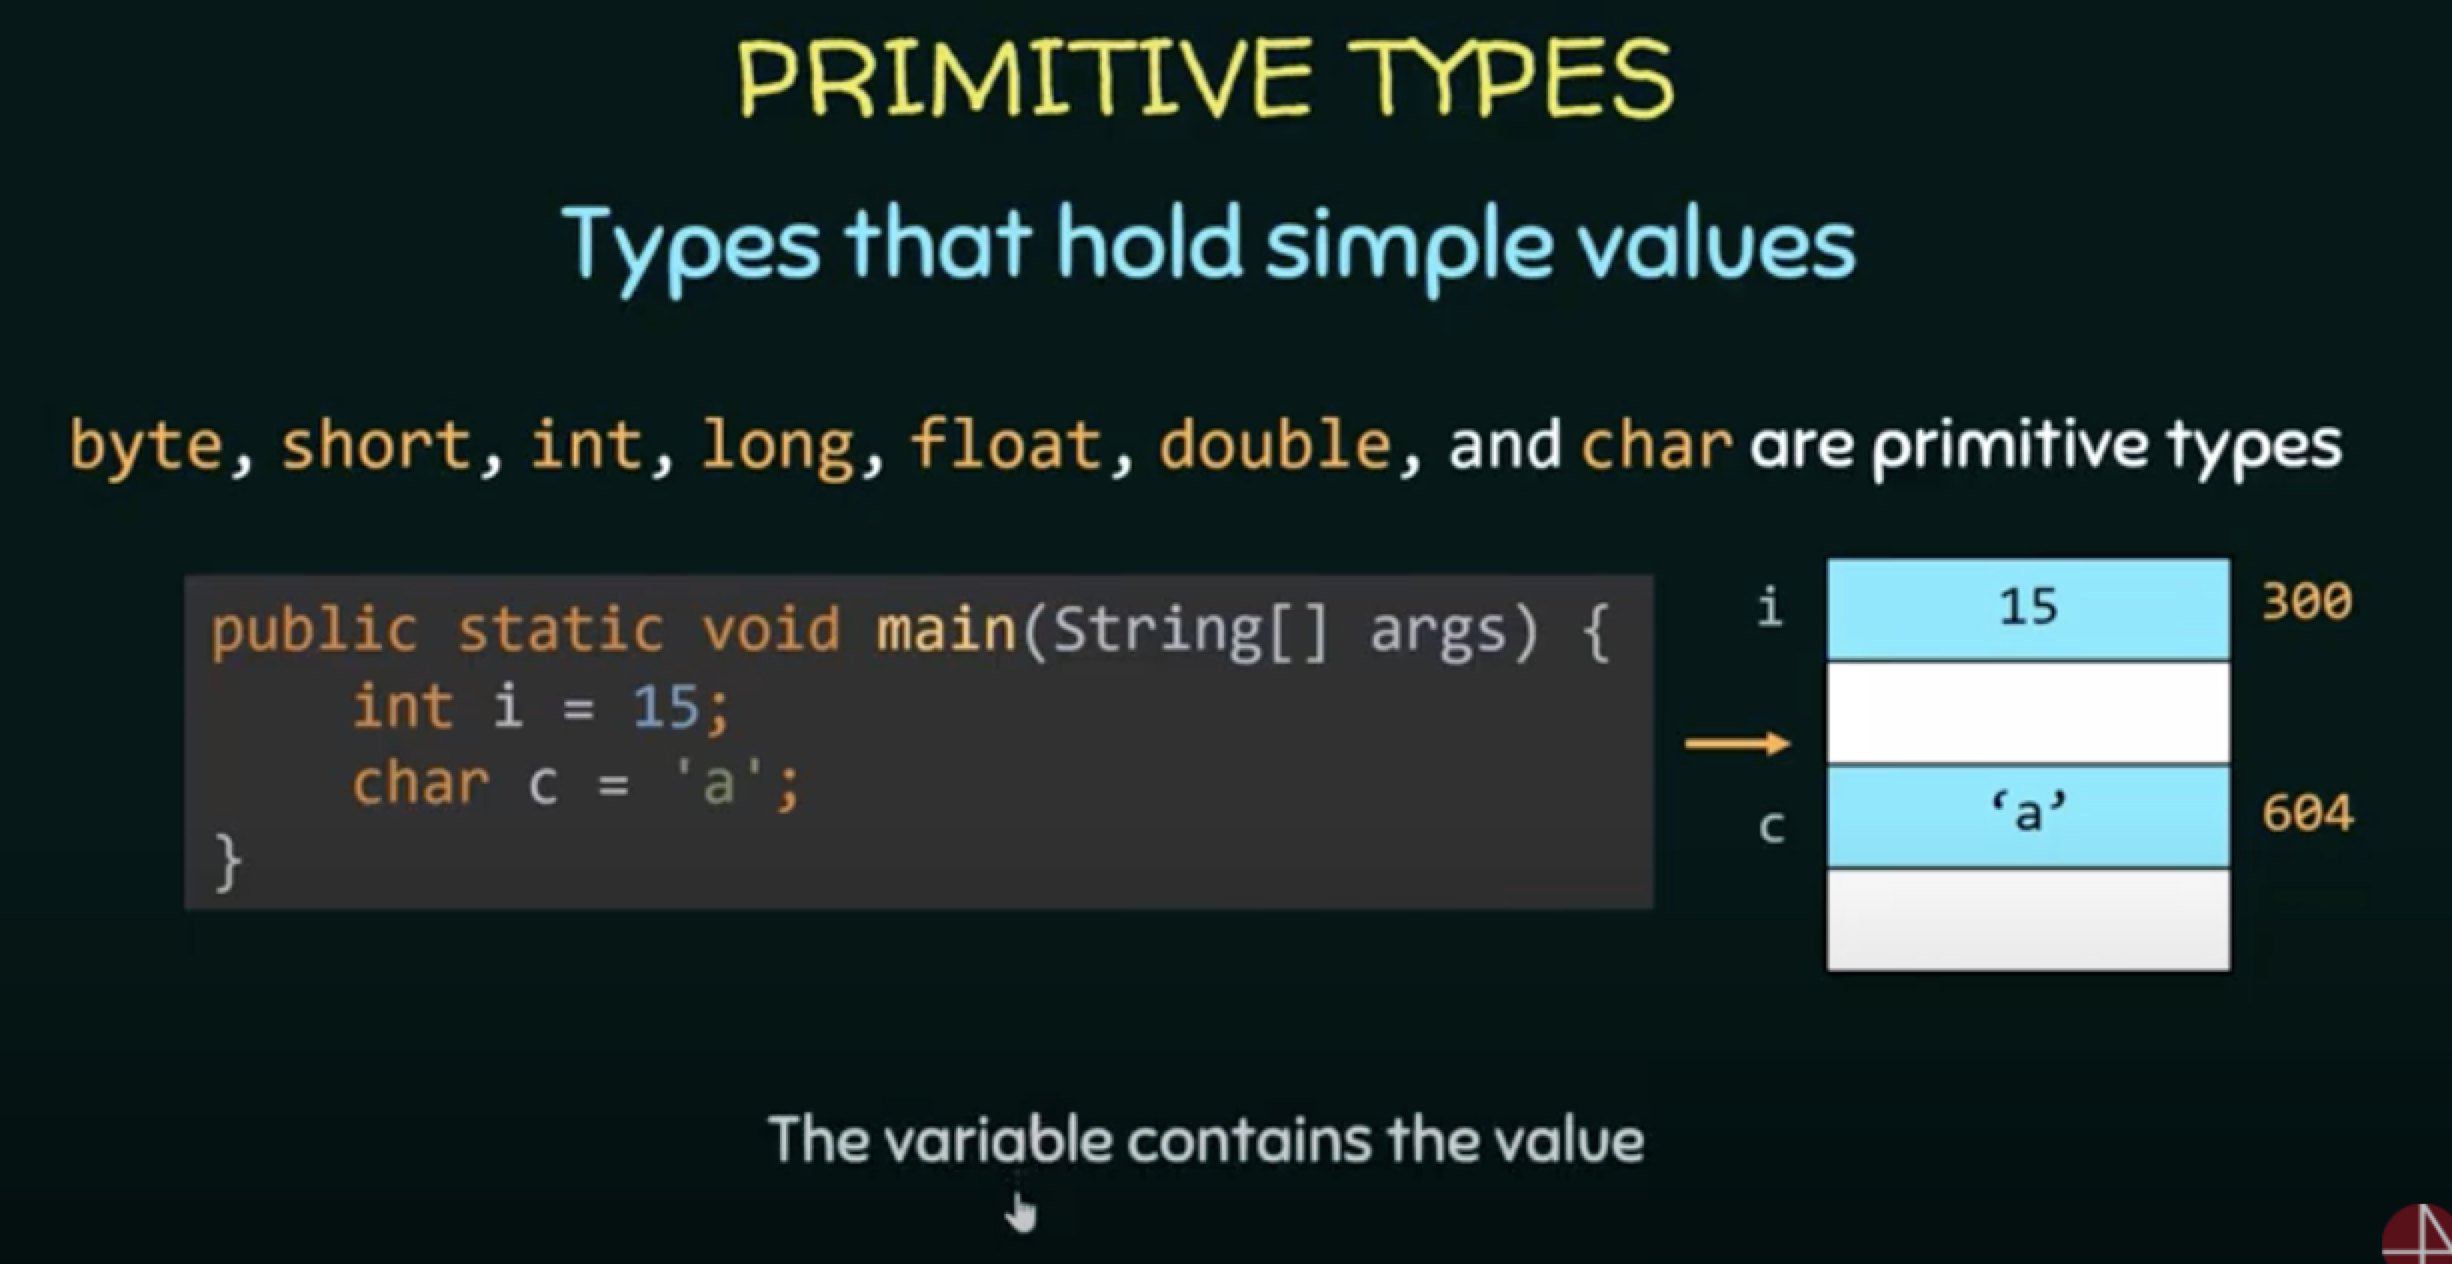 PRIMITIVE TYPES
Types that hold simple values
byte, short, int, long, float, double, and char are primitive types
public static void main(String[] args) {
int i = 15;
char c = 'a';
}
i 15 300
c ‘a’ 604
The variable contains the value